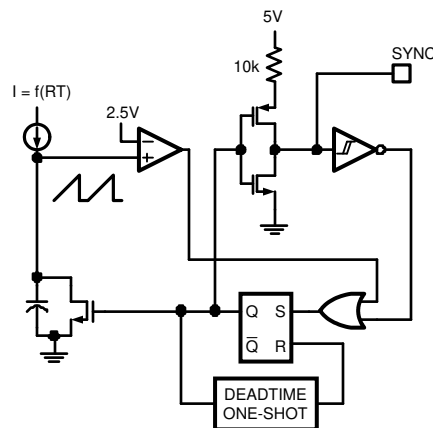 5V
SYNC
10k
I = f(RT)
2.5V
−
+
Q S
Q̅ R
DEADTIME
ONE-SHOT